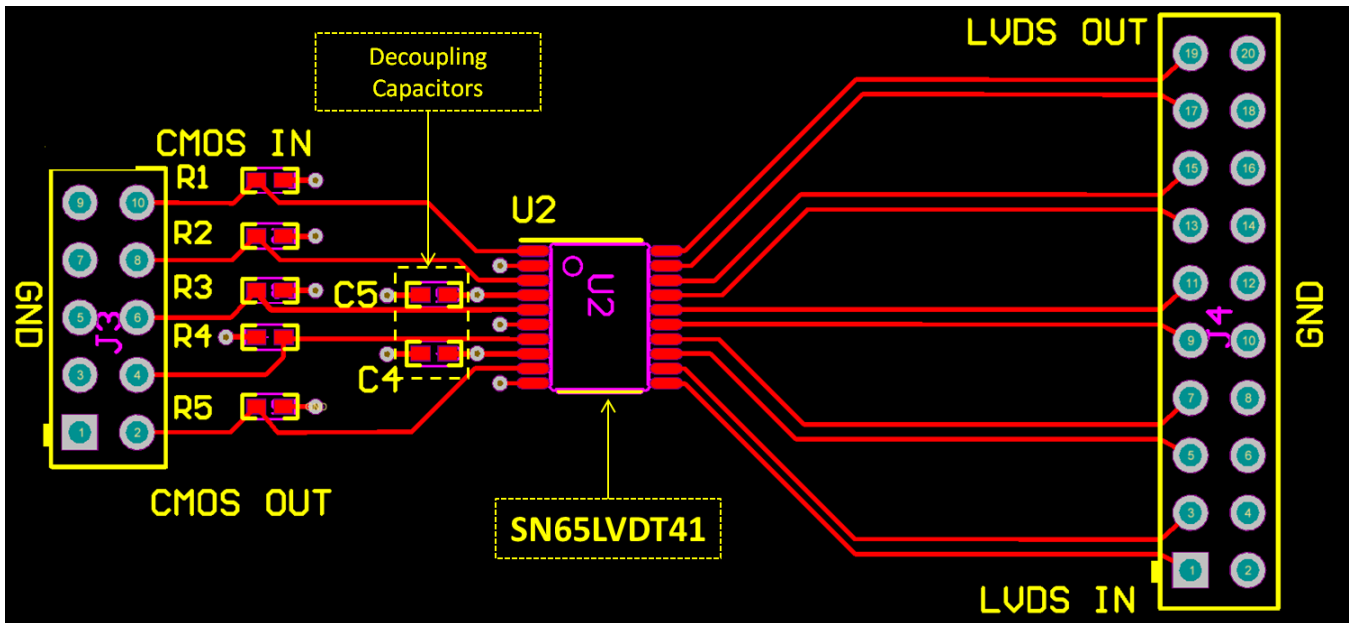 LVDS OUT
Decoupling
Capacitors
CMOS IN
R1
R2
R3
R4
R5
C5
C4
U2
U2
J3
GND
9 10
7 8
5 6
3 4
1 2
CMOS OUT
SN65LVDT41
19 20
17 18
15 16
13 14
11 12
9 10
7 8
5 6
3 4
1 2
J4
GND
LVDS IN